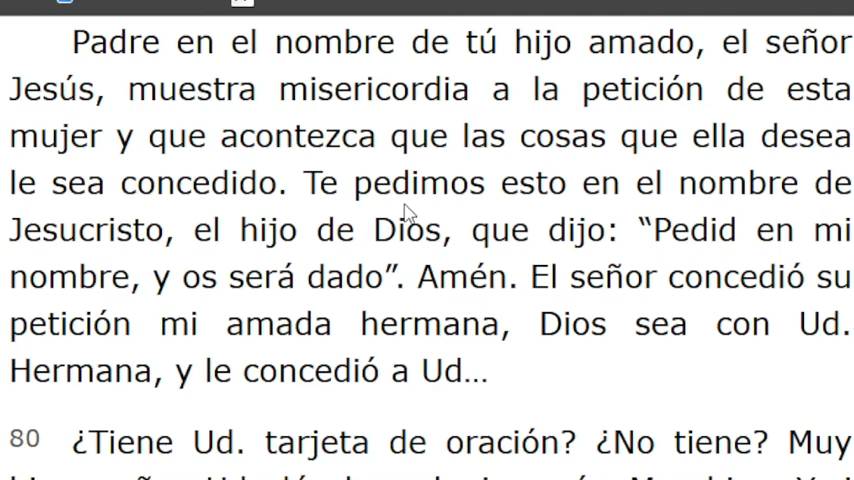 Padre en el nombre de tú hijo amado, el señor
Jesús, muestra misericordia a la petición de esta
mujer y que acontezca que las cosas que ella desea
le sea concedido. Te pedimos esto en el nombre de
Jesucristo, el hijo de Dios, que dijo: “Pedid en mi
nombre, y os será dado”. Amén. El señor concedió su
petición mi amada hermana, Dios sea con Ud.
Hermana, y le concedió a Ud...
80 ¿Tiene Ud. tarjeta de oración? ¿No tiene? Muy